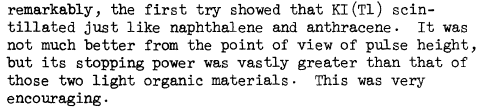 remarkably, the first try showed that KI(Tl) scin-
tillated just like naphthalene and anthracene. It was
not much better from the point of view of pulse height,
but its stopping power was vastly greater than that of
those two light organic materials. This was very
encouraging.